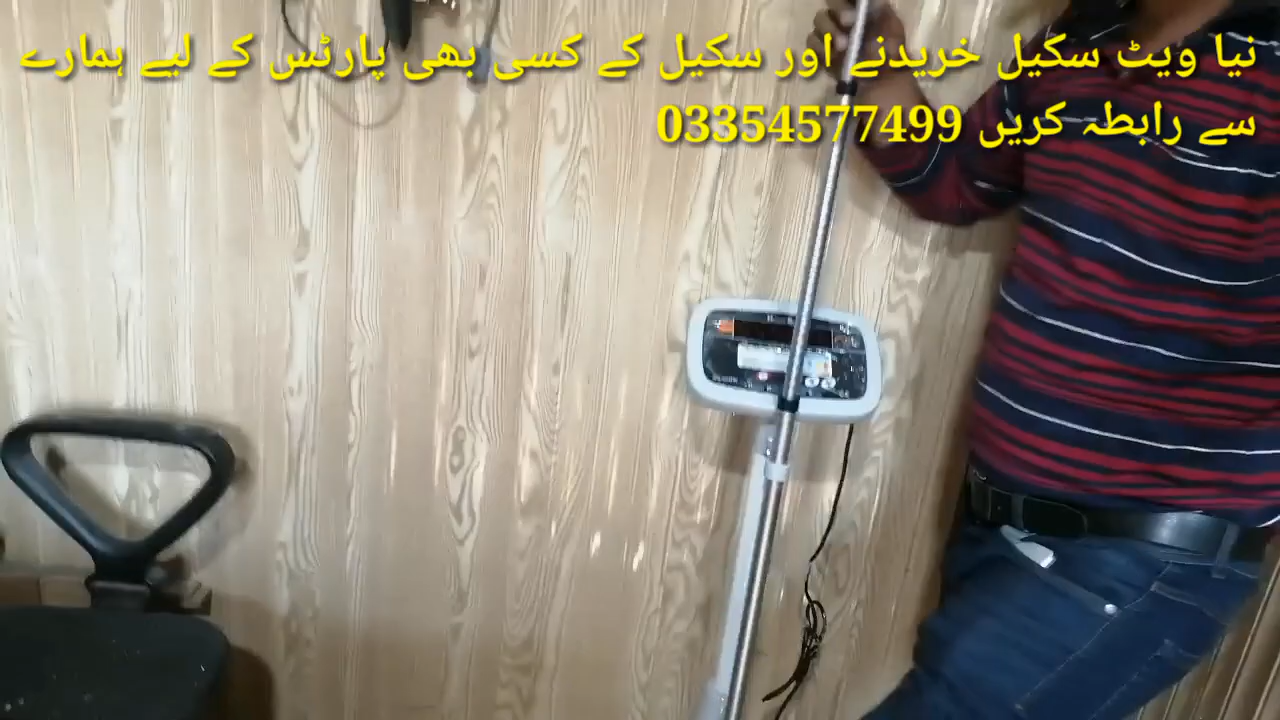 نیا ویٹ سکیل خریدنے اور سکیل کے کسی بھی پارٹس کے لیے ہمارے
سے رابطہ کریں 03354577499